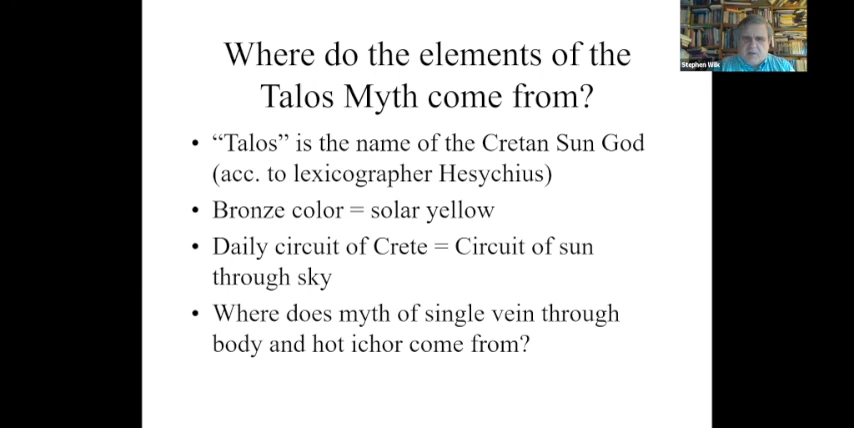 Where do the elements of the
Talos Myth come from?
• “Talos” is the name of the Cretan Sun God
(acc. to lexicographer Hesychius)
• Bronze color = solar yellow
• Daily circuit of Crete = Circuit of sun
through sky
• Where does myth of single vein through
body and hot ichor come from?
Stephen Wilk